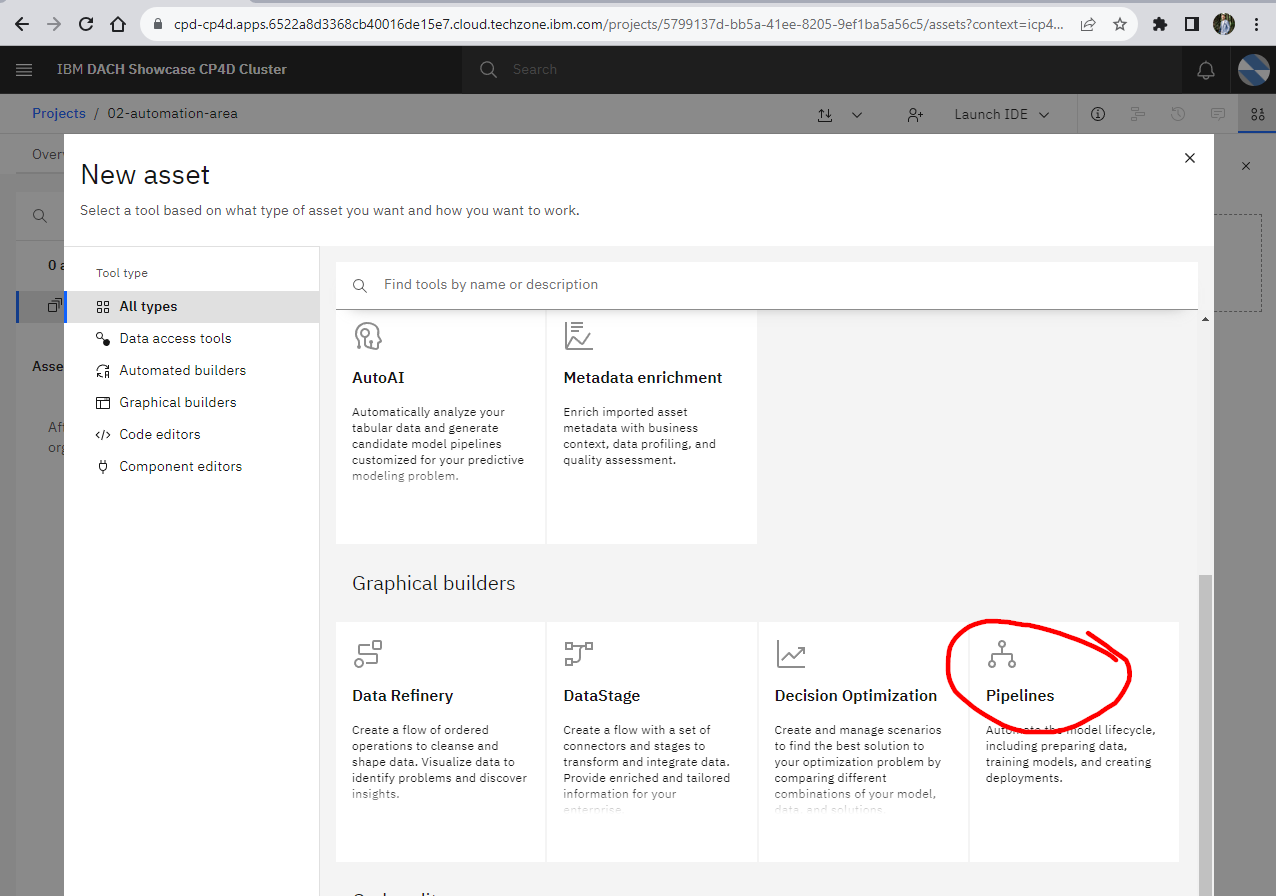 cpd-cp4d.apps.6522a8d3368cb40016de15e7.cloud.techzone.ibm.com/projects/5799137d-bb5a-41ee-8205-9ef1ba5a56c5/assets?context=icp4...
IBM DACH Showcase CP4D Cluster
Search
Projects / 02-automation-area
Launch IDE
Overv
New asset
Select a tool based on what type of asset you want and how you want to work.
0 a
Asse
Aft
org
Tool type
All types
Data access tools
Automated builders
Graphical builders
Code editors
Component editors
Find tools by name or description
AutoAI
Automatically analyze your
tabular data and generate
candidate model pipelines
customized for your predictive
modeling problem.
Metadata enrichment
Enrich imported asset
metadata with business
context, data profiling, and
quality assessment.
Graphical builders
Data Refinery
Create a flow of ordered
operations to cleanse and
shape data. Visualize data to
identify problems and discover
insights.
DataStage
Create a flow with a set of
connectors and stages to
transform and integrate data.
Provide enriched and tailored
information for your
enterprise.
Decision Optimization
Create and manage scenarios
to find the best solution to
your optimization problem by
comparing different
combinations of your model,
data, and solutions.
Pipelines
Automate the model lifecycle,
including preparing data,
training models, and creating
deployments.